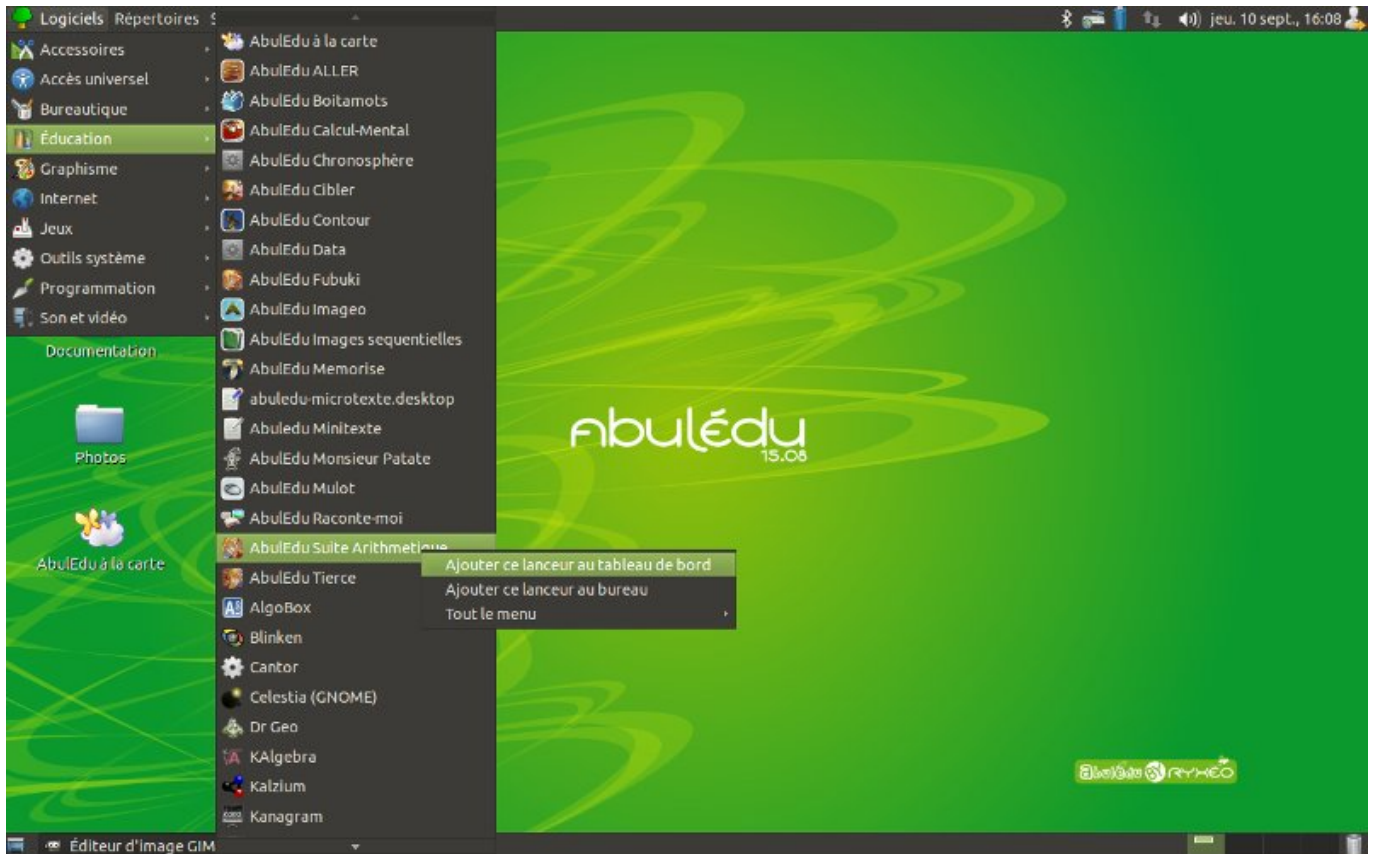 Logiciels Répertoires
jeu. 10 sept., 16:08
Accessoires
Accès universel
Bureautique
Éducation
Graphisme
Internet
Jeux
Outils système
Programmation
Son et vidéo
AbulEdu à la carte
AbulEdu ALLER
AbulEdu Boitamots
AbulEdu Calcul-Mental
AbulEdu Chronosphère
AbulEdu Cibler
AbulEdu Contour
AbulEdu Data
AbulEdu Fubuki
AbulEdu Imageo
AbulEdu Images sequentielles
AbulEdu Memorise
abuledu-microtexte.desktop
Abuledu Minitexte
AbulEdu Monsieur Patate
AbulEdu Mulot
AbulEdu Raconte-moi
AbulEdu Suite Arithmetique
AbulEdu Tierce
AlgoBox
Blinken
Cantor
Celestia (GNOME)
Dr Geo
KAlgebra
Kalzium
Kanagram
Ajouter ce lanceur au tableau de bord
Ajouter ce lanceur au bureau
Tout le menu
Documentation
Photos
AbulEdu à la carte
abulédu
15.08
abulédu RYXÉO
Éditeur d'image GIM